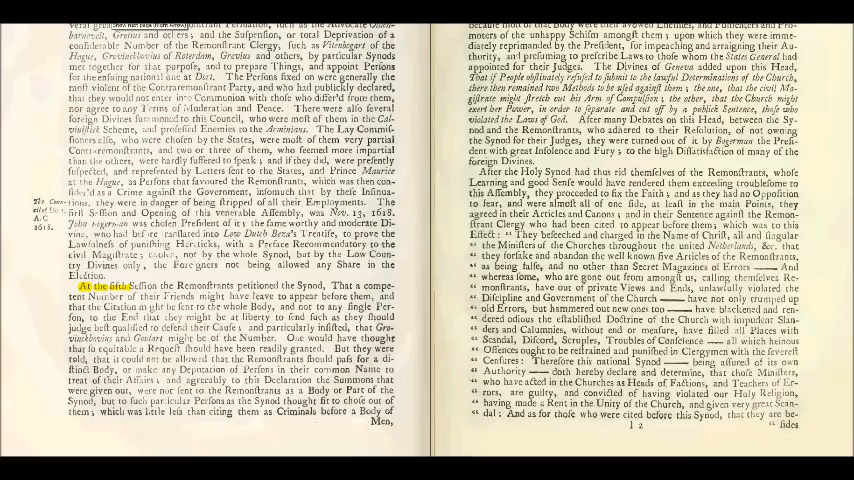 veral grea Show next page (Right Arrow) nstrant Persuasion, such as the Advocate Olden-
barnevelt, Grotius and others; and the Suspension, or total Deprivation of a
considerable Number of the Remonstrant Clergy, such as Vitenbogart of the
Hague, Grevinckhovius of Roterdam, Grevius and others, by particular Synods
met together for that purpose, and to prepare Things, and appoint Persons
for the ensuing national one at Dort. The Persons fixed on were generally the
most violent of the Contraremonstrant Party, and who had publickly declared,
that they would not enter into Communion with those who differ'd from them,
nor agree to any Terms of Moderation and Peace. There were also several
foreign Divines summoned to this Council, who were most of them in the Cal-
vinistick Scheme, and professed Enemies to the Arminians. The Lay Commis-
sioners also, who were chosen by the States, were most of them very partial
Contraremonstrants, and two or three of them, who seemed more impartial
than the others, were hardly suffered to speak; and if they did, were presently
suspected, and represented by Letters sent to the States, and Prince Maurice
at the Hague, as Persons that favoured the Remonstrants, which was then con-
sider'd as a Crime against the Government, insomuch that by these Insinua-
tions, they were in danger of being stripped of all their Employments. The
first Session and Opening of this venerable Assembly, was Nov. 13, 1618.
John Bogerman was chosen President of it; the same worthy and moderate Di-
vine, who had before translated into Low Dutch Beza's Treatise, to prove the
Lawfulness of punishing Hereticks, with a Preface Recommendatory to the
civil Magistrate; chosen, not by the whole Synod, but by the Low Coun-
try Divines only, the Foreigners not being allowed any Share in the
Election.
The Coun-
cil of Dort.
A.C
1618.
At the fifth Session the Remonstrants petitioned the Synod, That a compe-
tent Number of their Friends might have leave to appear before them, and
that the Citation might be sent to the whole Body, and not to any single Per-
son, to the End that they might be at liberty to send such as they should
judge best qualified to defend their Cause; and particularly insisted, that Gre-
vinckhovius and Goulart might be of the Number. One would have thought
that so equitable a Request should have been readily granted. But they were
told, that it could not be allowed that the Remonstrants should pass for a di-
stinct Body, or make any Deputation of Persons in their common Name to
treat of their Affairs; and agreeably to this Declaration the Summons that
were given out, were not sent to the Remonstrants as a Body or Part of the
Synod, but to such particular Persons as the Synod thought fit to chose out of
them; which was little less than citing them as Criminals before a Body of
Men,
because most of that Body were their avowed Enemies, and Fomenters and Pro-
moters of the unhappy Schism amongst them; upon which they were imme-
diately reprimanded by the President, for impeaching and arraigning their Au-
thority, and presuming to prescribe Laws to those whom the States General had
appointed for their Judges. The Divines of Geneva added upon this Head,
That if People obstinately refused to submit to the lawful Determinations of the Church,
there then remained two Methods to be used against them; the one, that the civil Ma-
gistrate might stretch out his Arm of Compulsion; the other, that the Church might
exert her Power, in order to separate and cut off by a publick Sentence, those who
violated the Laws of God. After many Debates on this Head, between the Sy-
nod and the Remonstrants, who adhered to their Resolution, of not owning
the Synod for their Judges, they were turned out of it by Bogerman the Presi-
dent with great Insolence and Fury; to the high Dissatisfaction of many of the
foreign Divines.
After the Holy Synod had thus rid themselves of the Remonstrants, whose
Learning and good Sense would have rendered them exceeding troublesome to
this Assembly, they proceeded to fix the Faith; and as they had no Opposition
to fear, and were almost all of one side, at least in the main Points, they
agreed in their Articles and Canons; and in their Sentence against the Remon-
strant Clergy who had been cited to appear before them; which was to this
Effect: “ They beseeched and charged in the Name of Christ, all and singular
“ the Ministers of the Churches throughout the united Netherlands, &c. that
“ they forsake and abandon the well known five Articles of the Remonstrants,
“ as being false, and no other than Secret Magazines of Errors —— And
“ whereas some, who are gone out from amongst us, calling themselves Re-
“ monstrants, have out of private Views and Ends, unlawfully violated the
“ Discipline and Government of the Church —— have not only trumped up
“ old Errors, but hammered out new ones too —— have blackened and ren-
“ dered odious the established Doctrine of the Church with impudent Slan-
“ ders and Calumnies, without end or measure, have filled all Places with
“ Scandal, Discord, Scruples, Troubles of Conscience —— all which heinous
“ Offences ought to be restrained and punished in Clergymen with the severest
“ Censures: Therefore this national Synod —— being assured of its own
“ Authority —— doth hereby declare and determine, that those Ministers,
“ who have acted in the Churches as Heads of Factions, and Teachers of Er-
“ rors, are guilty, and convicted of having violated our Holy Religion,
“ having made a Rent in the Unity of the Church, and given very great Scan-
“ dal; And as for those who were cited before this Synod, that they are be-
l 2
“ sides